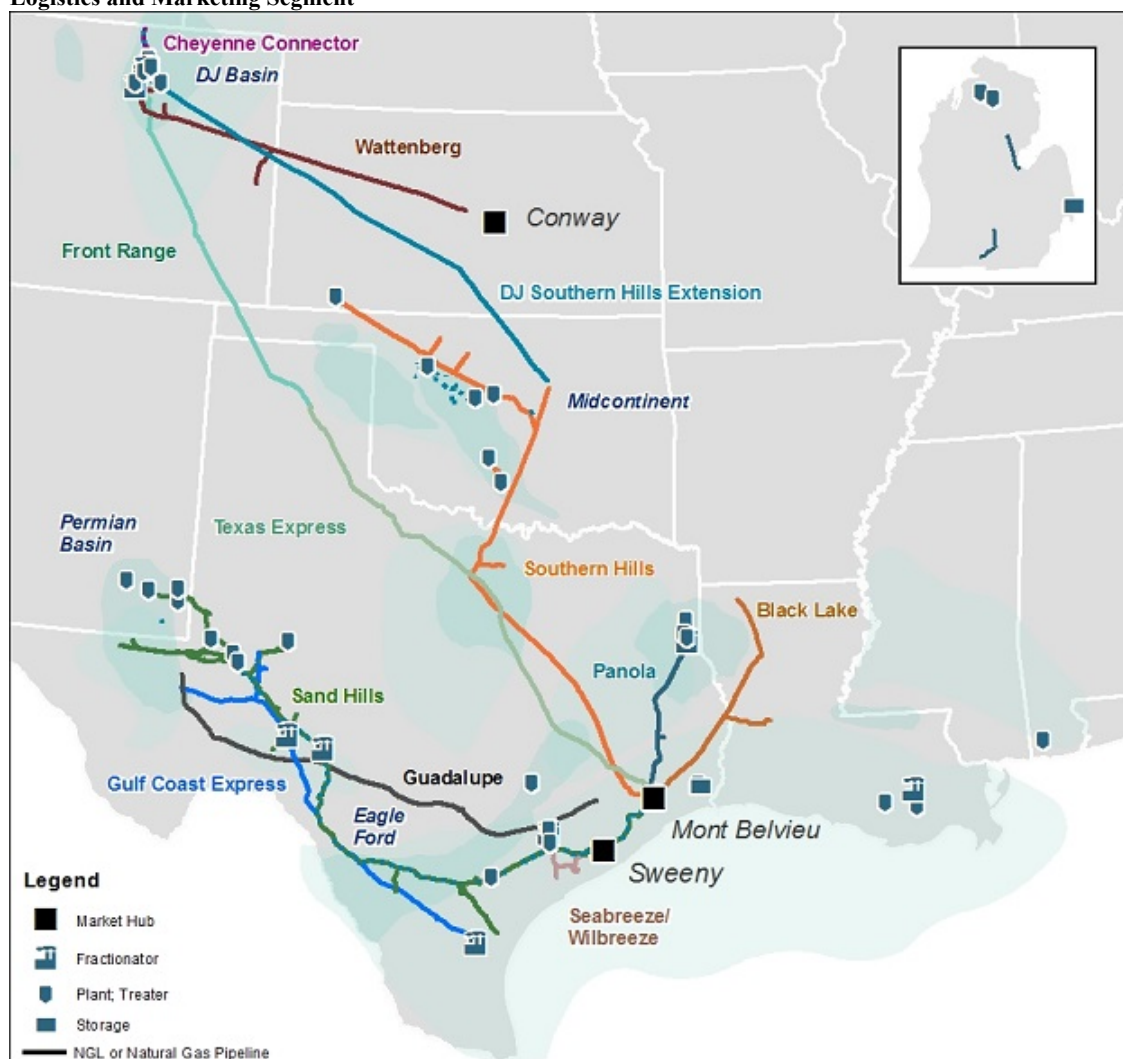 Logistics and Marketing Segment
Cheyenne Connector
DJ Basin
Wattenberg
Conway
Front Range
DJ Southern Hills Extension
Midcontinent
Permian
Basin
Texas Express
Southern Hills
Black Lake
Panola
Sand Hills
Guadalupe
Gulf Coast Express
Eagle
Ford
Mont Belvieu
Sweeny
Seabreeze/
Wilbreeze
Legend
Market Hub
Fractionator
Plant; Treater
Storage
NGL or Natural Gas Pipeline